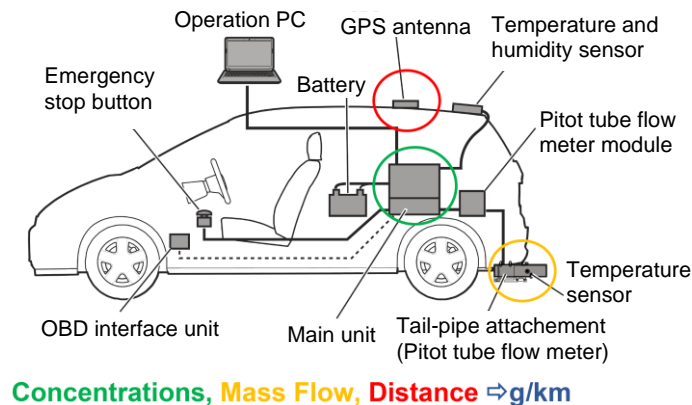 Operation PC
GPS antenna
Temperature and
humidity sensor
Emergency
stop button
Battery
Pitot tube flow
meter module
Temperature
sensor
OBD interface unit
Main unit
Tail-pipe attachement
(Pitot tube flow meter)
Concentrations, Mass Flow, Distance ⇨g/km